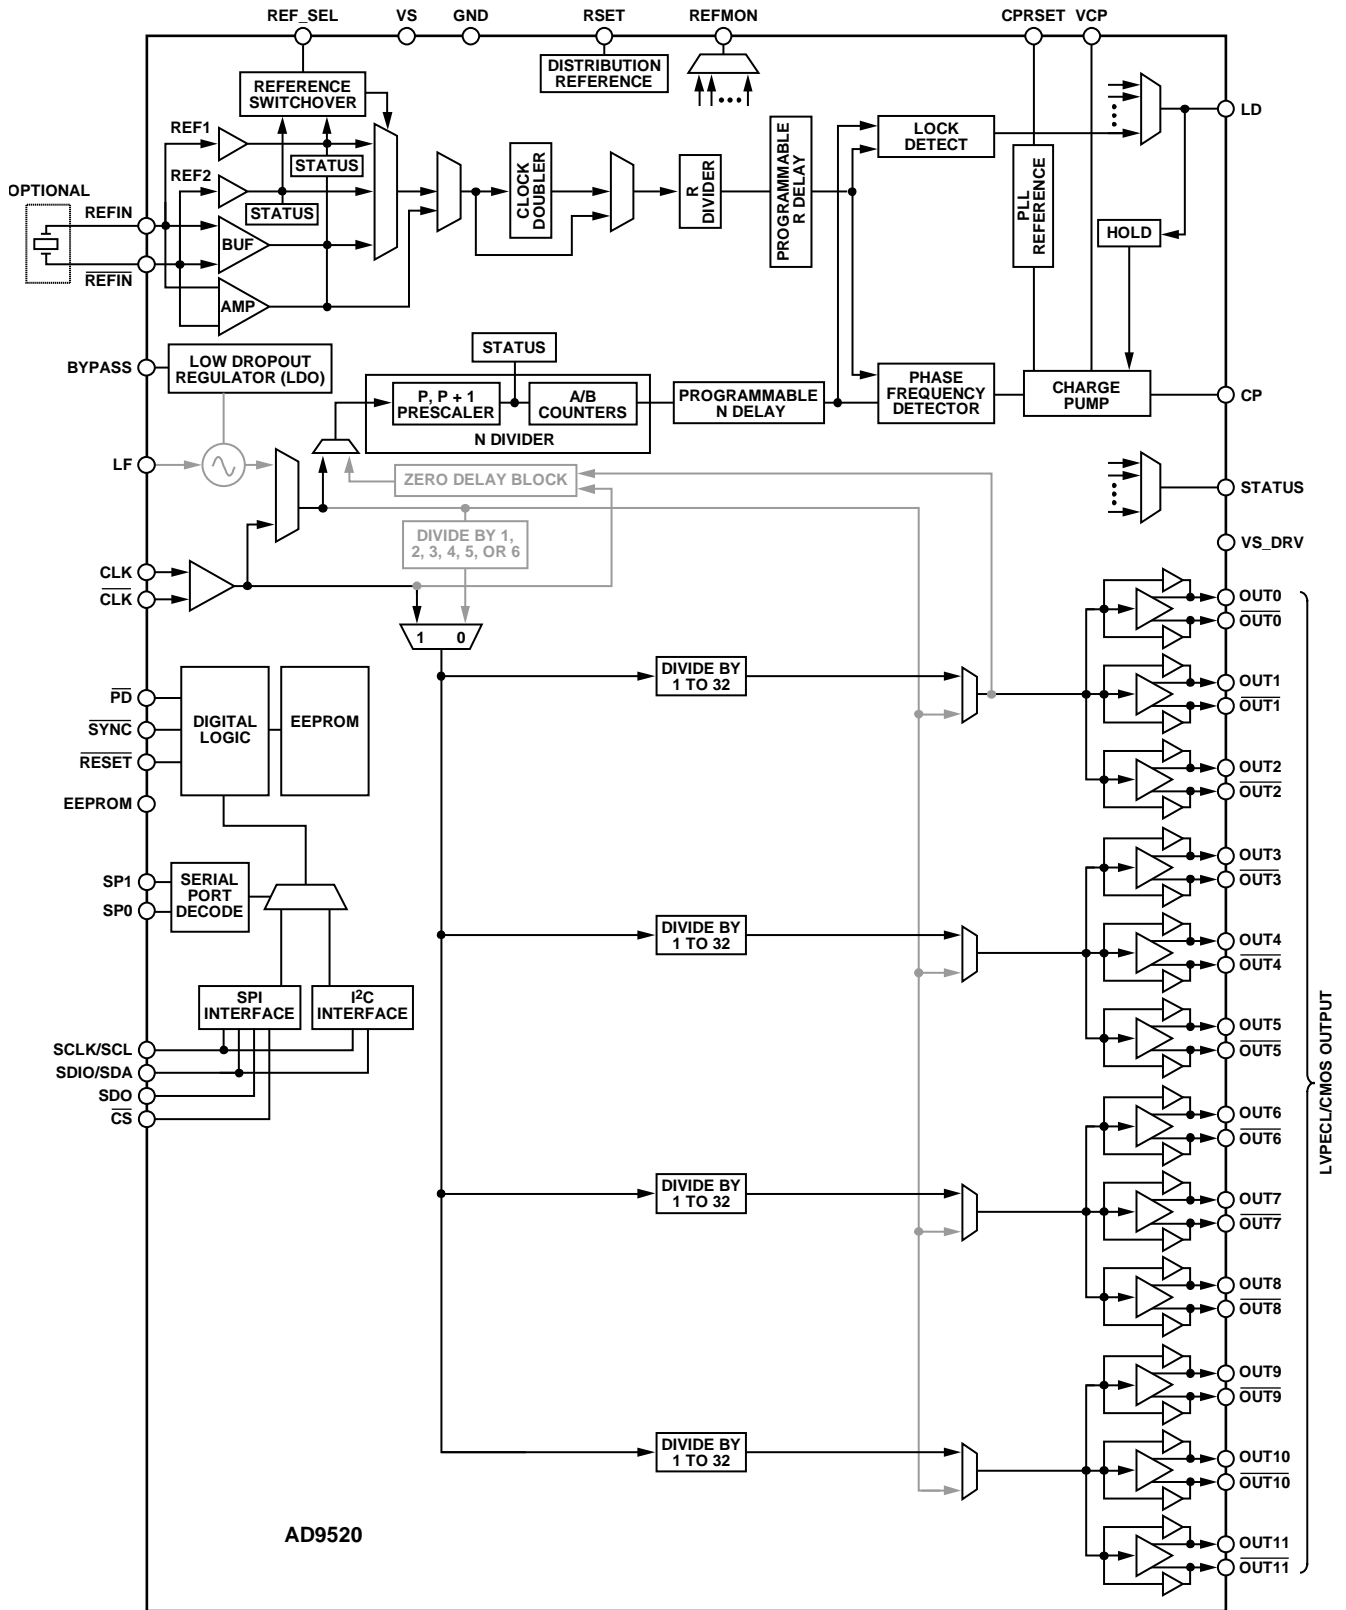 REF_SEL
VS
GND
RSET
REFMON
CPRSET
VCP
DISTRIBUTION
REFERENCE
REFERENCE
SWITCHOVER
LD
REF1
STATUS
LOCK
DETECT
CLOCK
DOUBLER
R
DIVIDER
PROGRAMMABLE
R DELAY
PLL
REFERENCE
OPTIONAL
REF2
STATUS
REFIN
BUF
HOLD
REFIN
AMP
STATUS
BYPASS
LOW DROPOUT
REGULATOR (LDO)
P, P + 1
PRESCALER
A/B
COUNTERS
N DIVIDER
PROGRAMMABLE
N DELAY
PHASE
FREQUENCY
DETECTOR
CHARGE
PUMP
CP
LF
ZERO DELAY BLOCK
STATUS
DIVIDE BY 1,
2, 3, 4, 5, OR 6
VS_DRV
CLK
CLK
1 0
OUT0
OUT0
DIVIDE BY
1 TO 32
OUT1
OUT1
PD
SYNC
RESET
DIGITAL
LOGIC
EEPROM
OUT2
OUT2
EEPROM
OUT3
OUT3
SP1
SP0
SERIAL
PORT
DECODE
DIVIDE BY
1 TO 32
OUT4
OUT4
SPI
INTERFACE
I2C
INTERFACE
OUT5
OUT5
SCLK/SCL
SDIO/SDA
SDO
CS
LVPECL/CMOS OUTPUT
OUT6
OUT6
DIVIDE BY
1 TO 32
OUT7
OUT7
OUT8
OUT8
OUT9
OUT9
DIVIDE BY
1 TO 32
OUT10
OUT10
AD9520
OUT11
OUT11